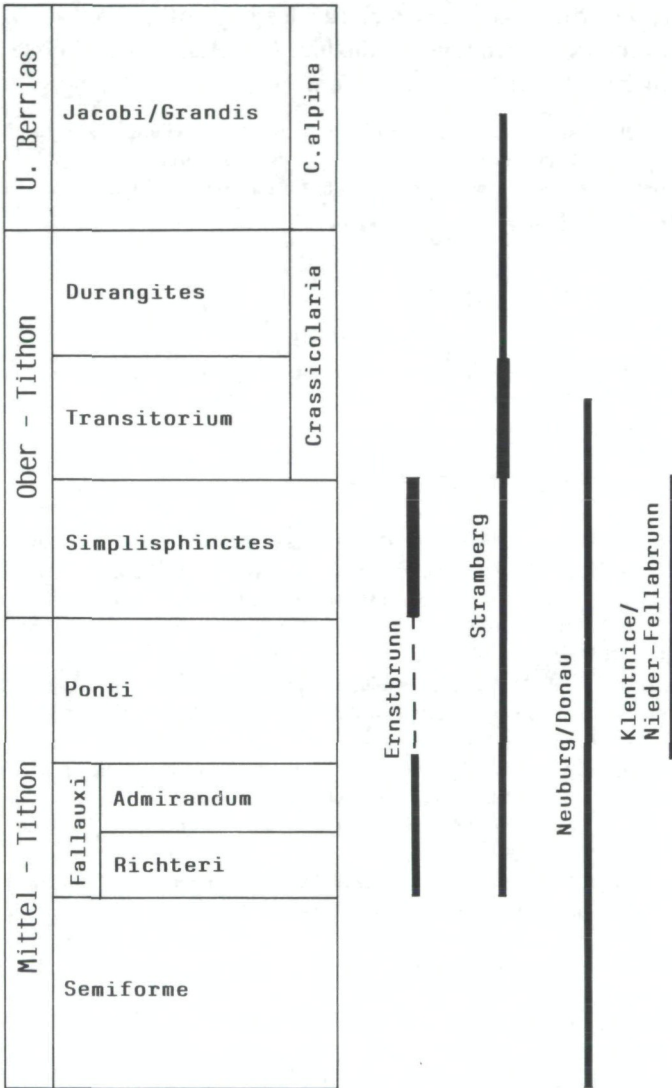 U. Berrias
Jacobi/Grandis
C.alpina
Ober - Tithon
Durangites
Transitorium
Crassicolaria
Simplisphinctes
Mittel - Tithon
Ponti
Fallauxi
Admirandum
Richteri
Semiforme
Ernstbrunn
Stramberg
Neuburg/Donau
Klentnice/
Nieder-Fellabrunn